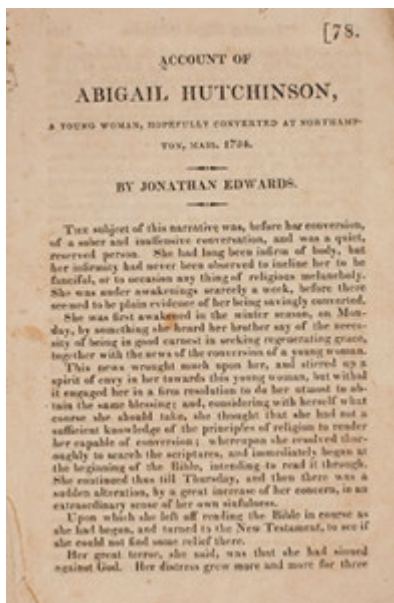 [78.
ACCOUNT OF
ABIGAIL HUTCHINSON,
A YOUNG WOMAN, HOPEFULLY CONVERTED AT NORTHAMP-
TON, MASS. 1734.
BY JONATHAN EDWARDS.
THE subject of this narrative was, before her conversion,
of a sober and inoffensive conversation, and was a quiet,
reserved person. She had long been infirm of body, but
her infirmity had never been observed to incline her to be
fanciful, or to occasion any thing of religious melancholy.
She was under awakenings scarcely a week, before there
seemed to be plain evidence of her being savingly converted.
She was first awakened in the winter season, on Mon-
day, by something she heard her brother say of the neces-
sity of being in good earnest in seeking regenerating grace,
together with the news of the conversion of a young woman.
This news wrought much upon her, and stirred up a
spirit of envy in her towards this young woman, but withal
it engaged her in a firm resolution to do her utmost to ob-
tain the same blessing; and, considering with herself what
course she should take, she thought that she had not a
sufficient knowledge of the principles of religion to render
her capable of conversion; whereupon she resolved thor-
oughly to search the scriptures, and immediately began at
the beginning of the Bible, intending to read it through.
She continued thus till Thursday, and then there was a
sudden alteration, by a great increase of her concern, in an
extraordinary sense of her own sinfulness.
Upon which she left off reading the Bible in course as
she had begun, and turned to the New Testament, to see if
she could not find some relief there.
Her great terror, she said, was that she had sinned
against God. Her distress grew more and more for three